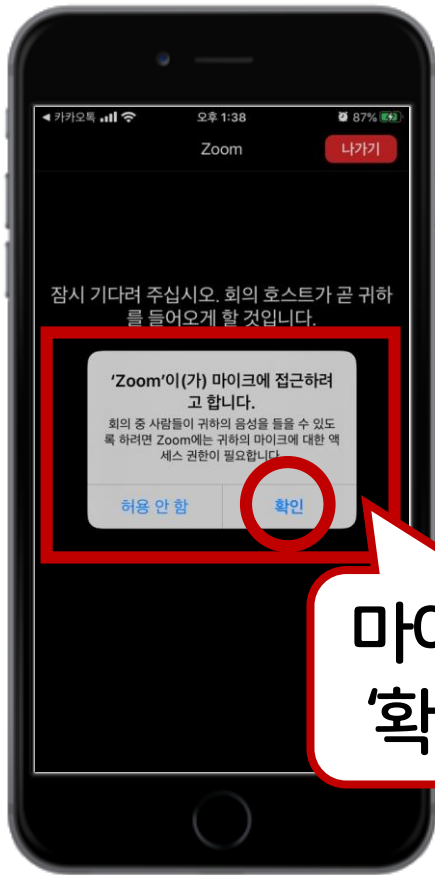 ◀ 카카오톡 오후 1:38 87%
Zoom 나가기
잠시 기다려 주십시오. 회의 호스트가 곧 귀하
를 들어오게 할 것입니다.
'Zoom'이(가) 마이크에 접근하려
고 합니다.
회의 중 사람들이 귀하의 음성을 들을 수 있도
록 하려면 Zoom에는 귀하의 마이크에 대한 액
세스 권한이 필요합니다.
허용 안 함 확인
마이
'확